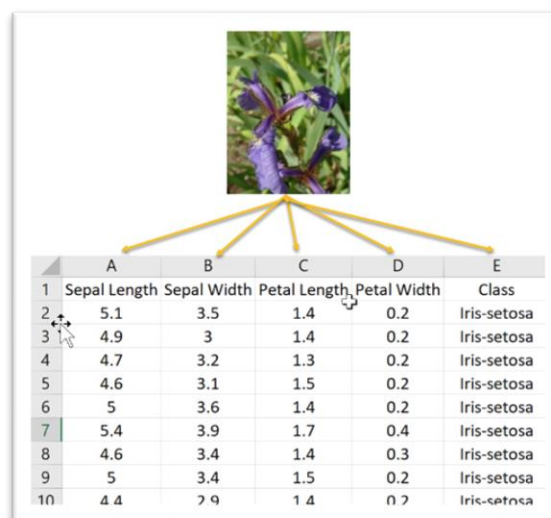 A B C D E
1 Sepal Length Sepal Width Petal Length Petal Width Class
2 5.1 3.5 1.4 0.2 Iris-setosa
3 4.9 3 1.4 0.2 Iris-setosa
4 4.7 3.2 1.3 0.2 Iris-setosa
5 4.6 3.1 1.5 0.2 Iris-setosa
6 5 3.6 1.4 0.2 Iris-setosa
7 5.4 3.9 1.7 0.4 Iris-setosa
8 4.6 3.4 1.4 0.3 Iris-setosa
9 5 3.4 1.5 0.2 Iris-setosa
10 4.4 2.9 1.4 0.2 Iris-setosa